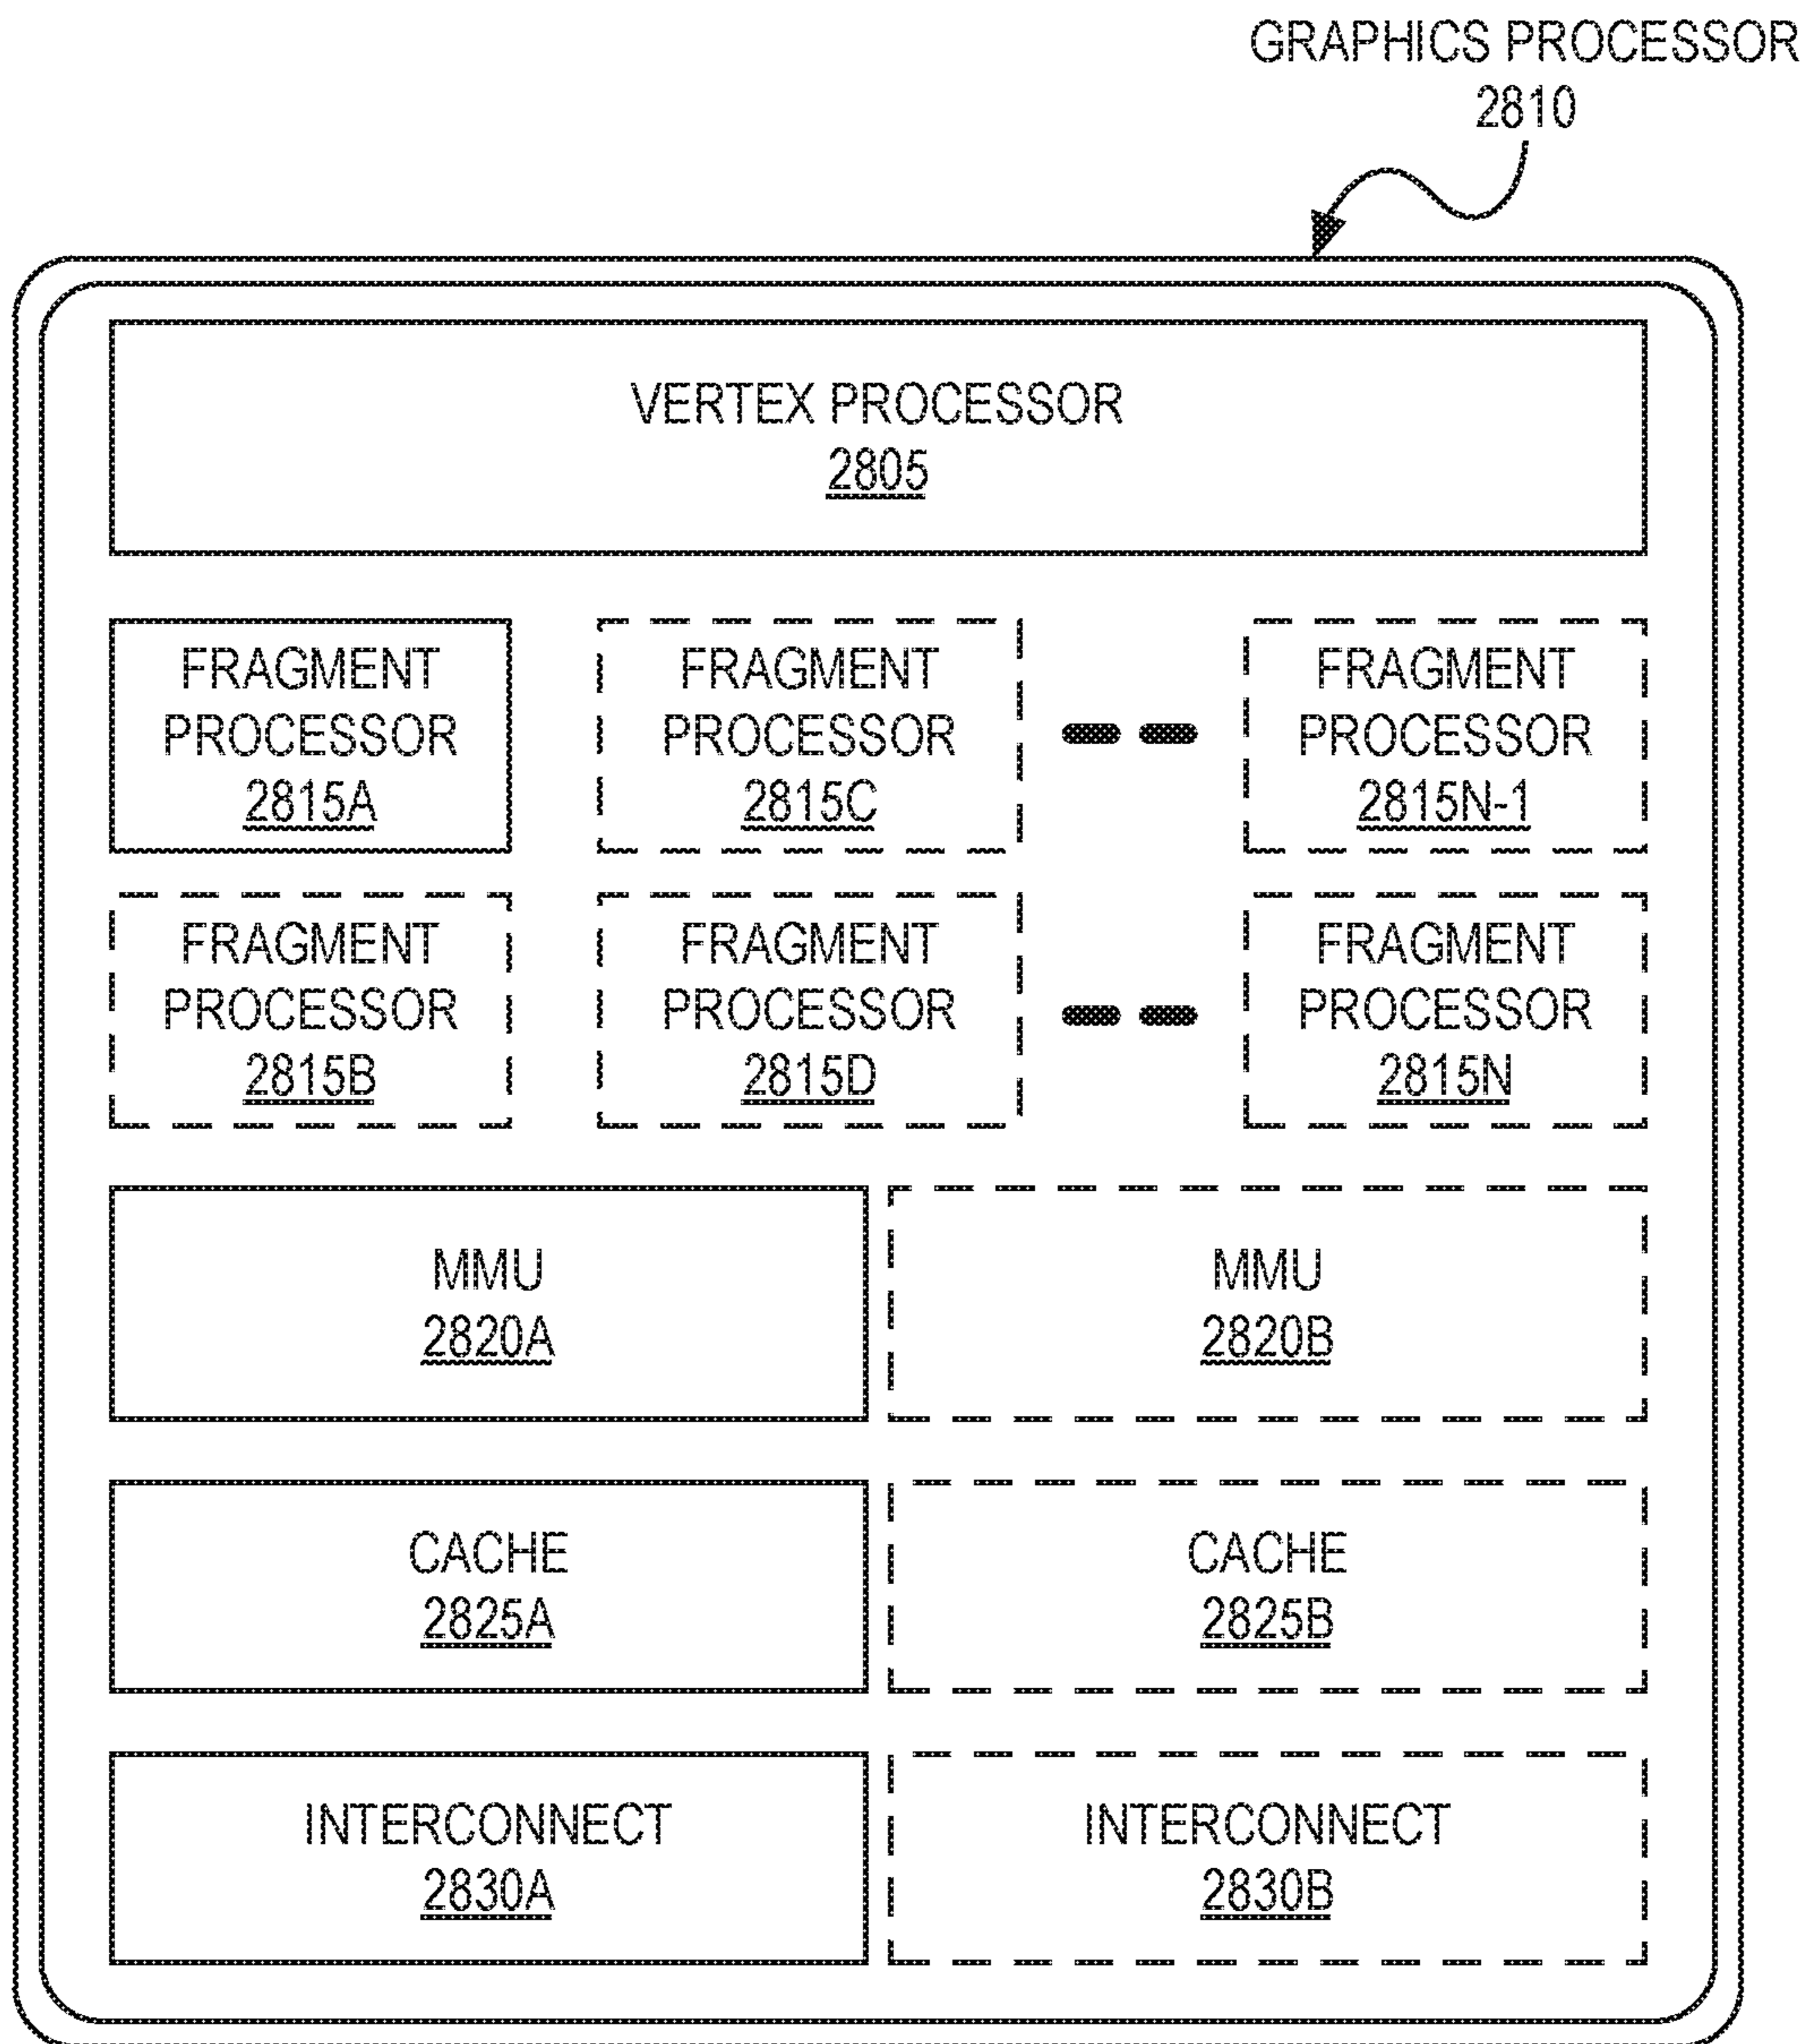 GRAPHICS PROCESSOR
2810
VERTEX PROCESSOR
2805
FRAGMENT
PROCESSOR
2815A
FRAGMENT
PROCESSOR
2815C
FRAGMENT
PROCESSOR
2815N-1
FRAGMENT
PROCESSOR
2815B
FRAGMENT
PROCESSOR
2815D
FRAGMENT
PROCESSOR
2815N
MMU
2820A
MMU
2820B
CACHE
2825A
CACHE
2825B
INTERCONNECT
2830A
INTERCONNECT
2830B